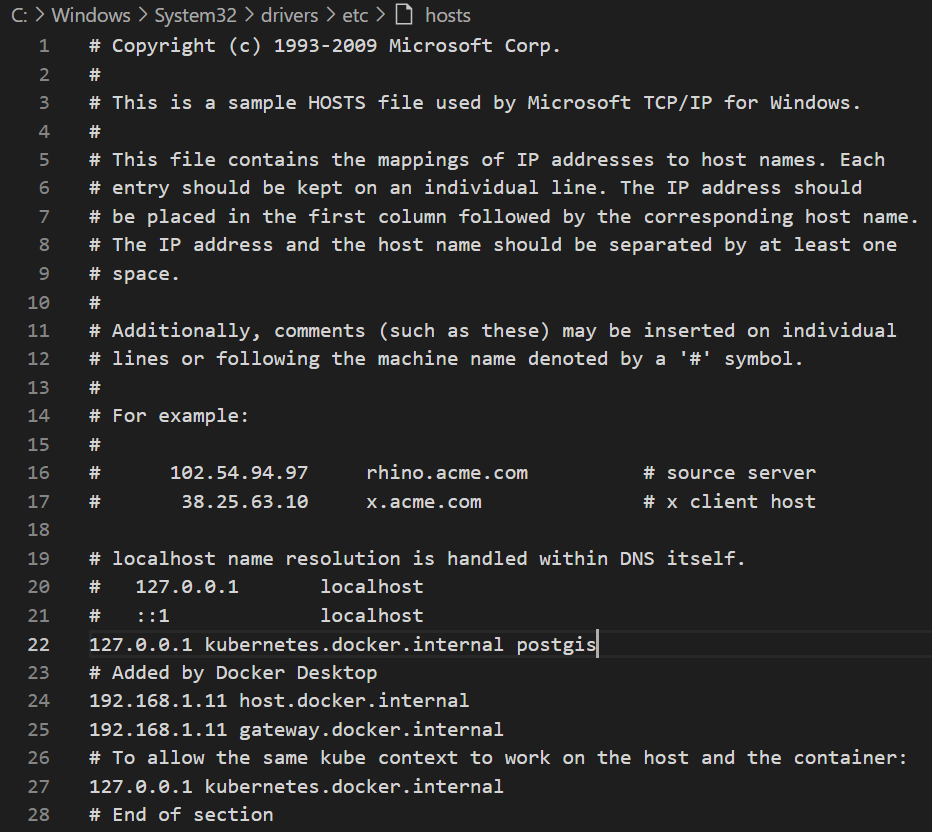 C: > Windows > System32 > drivers > etc > hosts
1 # Copyright (c) 1993-2009 Microsoft Corp.
2 #
3 # This is a sample HOSTS file used by Microsoft TCP/IP for Windows.
4 #
5 # This file contains the mappings of IP addresses to host names. Each
6 # entry should be kept on an individual line. The IP address should
7 # be placed in the first column followed by the corresponding host name.
8 # The IP address and the host name should be separated by at least one
9 # space.
10 #
11 # Additionally, comments (such as these) may be inserted on individual
12 # lines or following the machine name denoted by a '#' symbol.
13 #
14 # For example:
15 #
16 #      102.54.94.97     rhino.acme.com          # source server
17 #       38.25.63.10     x.acme.com              # x client host
18
19 # localhost name resolution is handled within DNS itself.
20 #   127.0.0.1       localhost
21 #   ::1             localhost
22 127.0.0.1 kubernetes.docker.internal postgis
23 # Added by Docker Desktop
24 192.168.1.11 host.docker.internal
25 192.168.1.11 gateway.docker.internal
26 # To allow the same kube context to work on the host and the container:
27 127.0.0.1 kubernetes.docker.internal
28 # End of section